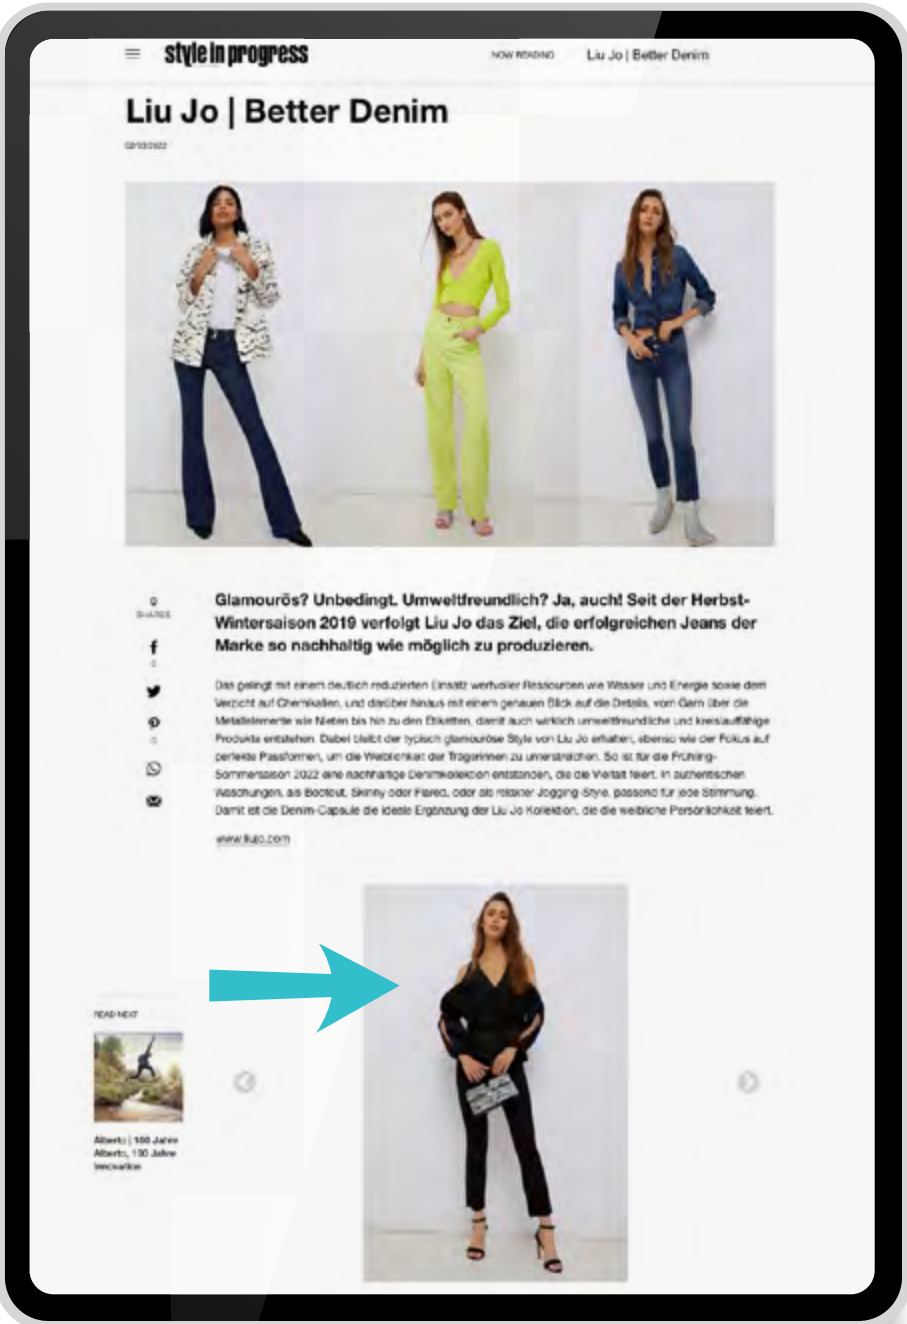 style in progress
NOW READING Liu Jo | Better Denim
Liu Jo | Better Denim
0
SHARES
Glamourös? Unbedingt. Umweltfreundlich? Ja, auch! Seit der Herbst-
Wintersaison 2019 verfolgt Liu Jo das Ziel, die erfolgreichen Jeans der
Marke so nachhaltig wie möglich zu produzieren.
Das gelingt mit einem deutlich reduzierten Einsatz wertvoller Ressourcen wie Wasser und Energie sowie dem
Verzicht auf Chemikalien, und darüber hinaus mit einem genauen Blick auf die Details, vom Garn über die
Metallelemente wie Nieten bis hin zu den Etiketten, damit auch wirklich umweltfreundliche und kreislauffähige
Produkte entstehen. Dabei bleibt der typisch glamouröse Style von Liu Jo erhalten, ebenso wie der Fokus auf
perfekte Passformen, um die Weiblichkeit der Trägerinnen zu unterstreichen. So ist für die Frühling-
Sommersaison 2022 eine nachhaltige Denimkollektion entstanden, die die Vielfalt feiert. In authentischen
Waschungen, als Bootcut, Skinny oder Flared, oder als relaxter Jogging-Style, passend für jede Stimmung.
Damit ist die Denim-Capsule die ideale Ergänzung der Liu Jo Kollektion, die die weibliche Persönlichkeit feiert.
www.liujo.com
READ NEXT
Alberto | 100 Jahre
Alberto, 100 Jahre
Innovation